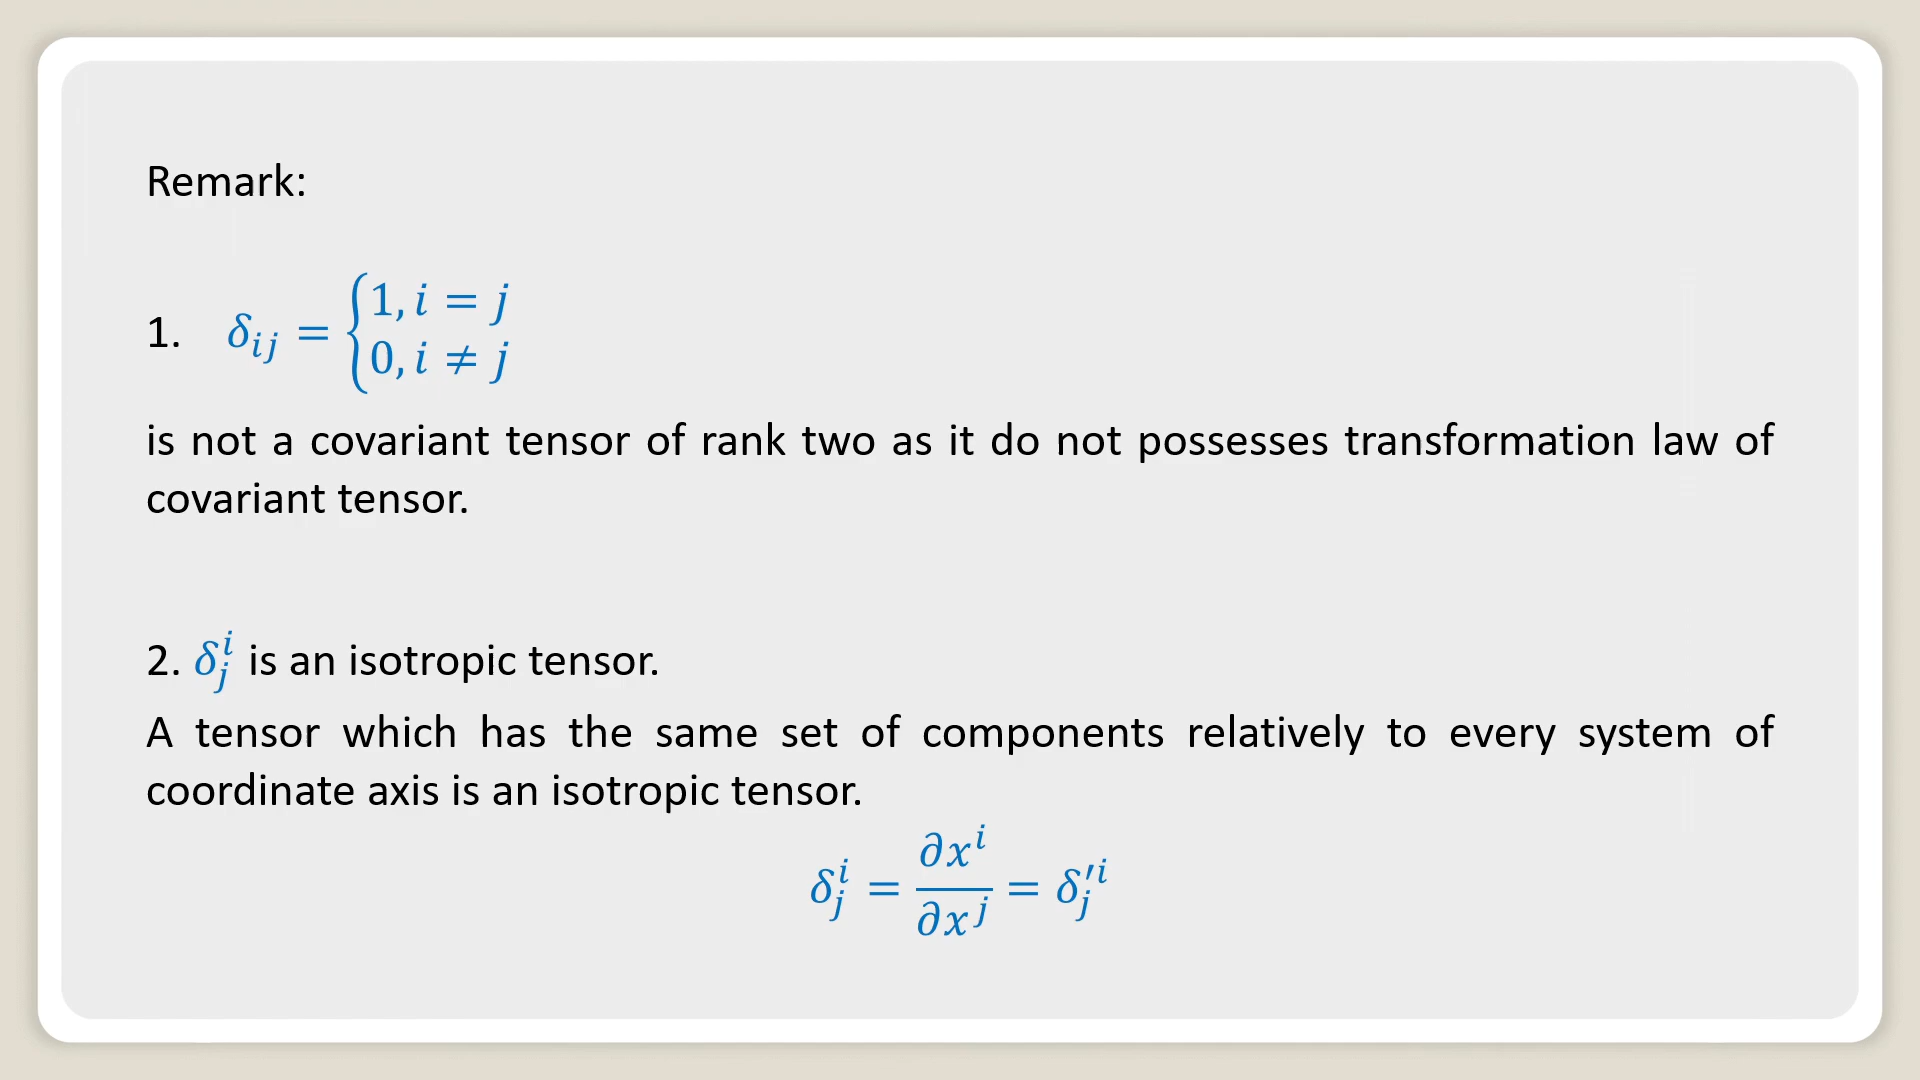 Remark:
1. δ_{ij} = { 1, i = j
0, i ≠ j
is not a covariant tensor of rank two as it do not possesses transformation law of
covariant tensor.
2. δ^i_j is an isotropic tensor.
A tensor which has the same set of components relatively to every system of
coordinate axis is an isotropic tensor.
δ^i_j = ∂x^i / ∂x^j = δ'^i_j